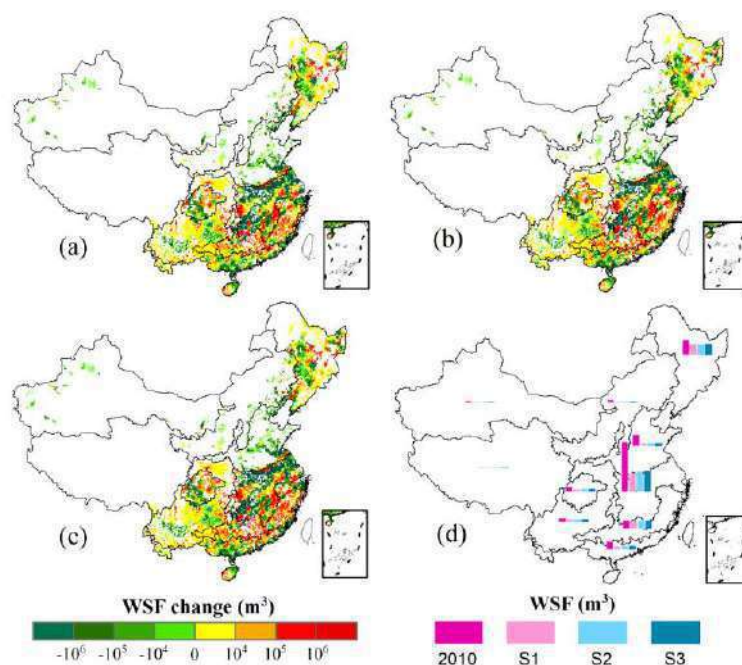 (a)
(b)
(c)
(d)
WSF change (m³)
-10⁶ -10⁵ -10⁴ 0 10⁴ 10⁵ 10⁶
WSF (m³)
2010 S1 S2 S3